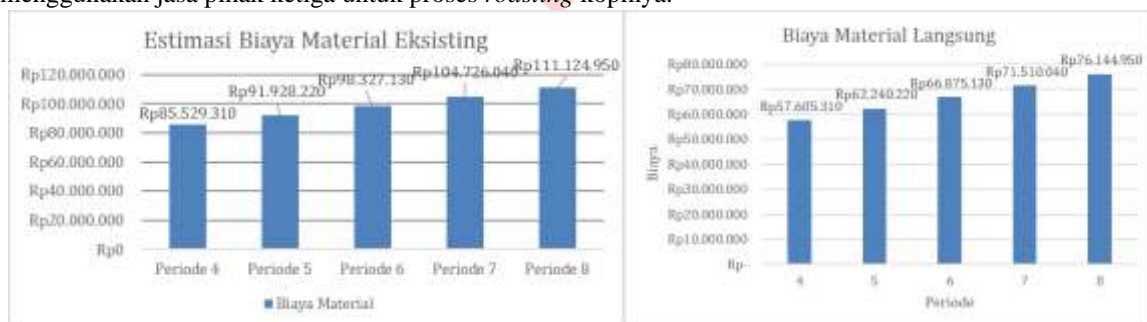 menggunakan jasa pihak ketiga untuk proses roasting kopinya.
Estimasi Biaya Material Eksisting
Rp120.000.000
Rp100.000.000
Rp80.000.000
Rp60.000.000
Rp40.000.000
Rp20.000.000
Rp0
Rp85.529.310
Rp91.928.220
Rp98.327.130
Rp104.726.040
Rp111.124.950
Periode 4 Periode 5 Periode 6 Periode 7 Periode 8
Biaya Material
Biaya Material Langsung
Biaya
Rp80.000.000
Rp70.000.000
Rp60.000.000
Rp50.000.000
Rp40.000.000
Rp30.000.000
Rp20.000.000
Rp10.000.000
Rp-
Rp57.605.310
Rp62.240.220
Rp66.875.130
Rp71.510.040
Rp76.144.950
4 5 6 7 8
Periode